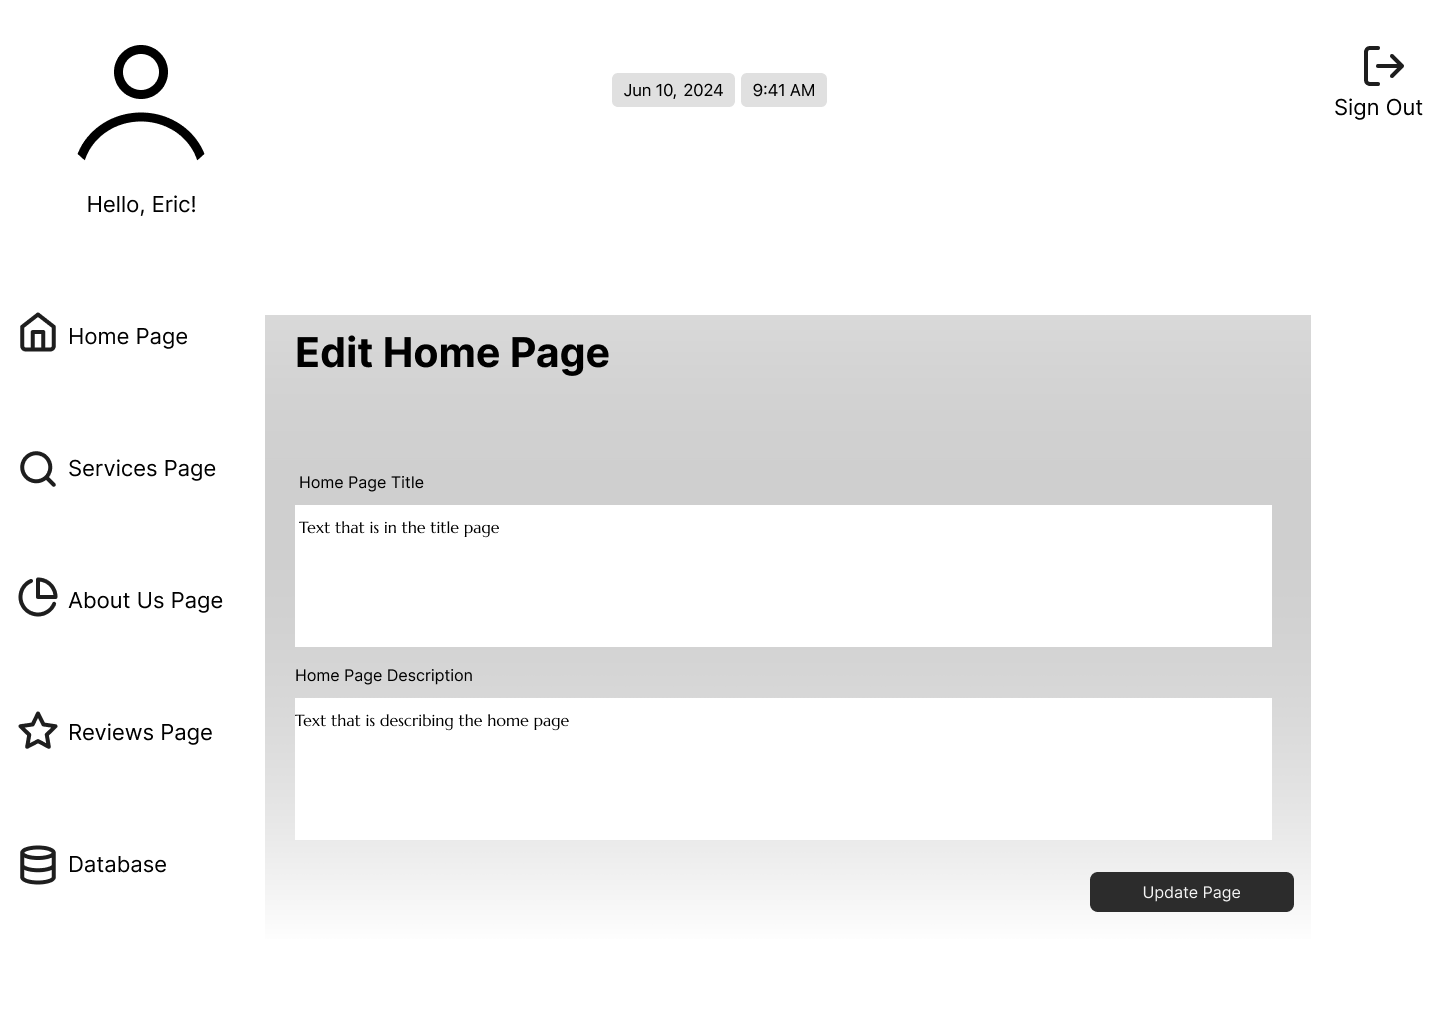 Jun 10, 2024
9:41 AM
Sign Out
Hello, Eric!
Home Page
Services Page
About Us Page
Reviews Page
Database
Edit Home Page
Home Page Title
Text that is in the title page
Home Page Description
Text that is describing the home page
Update Page